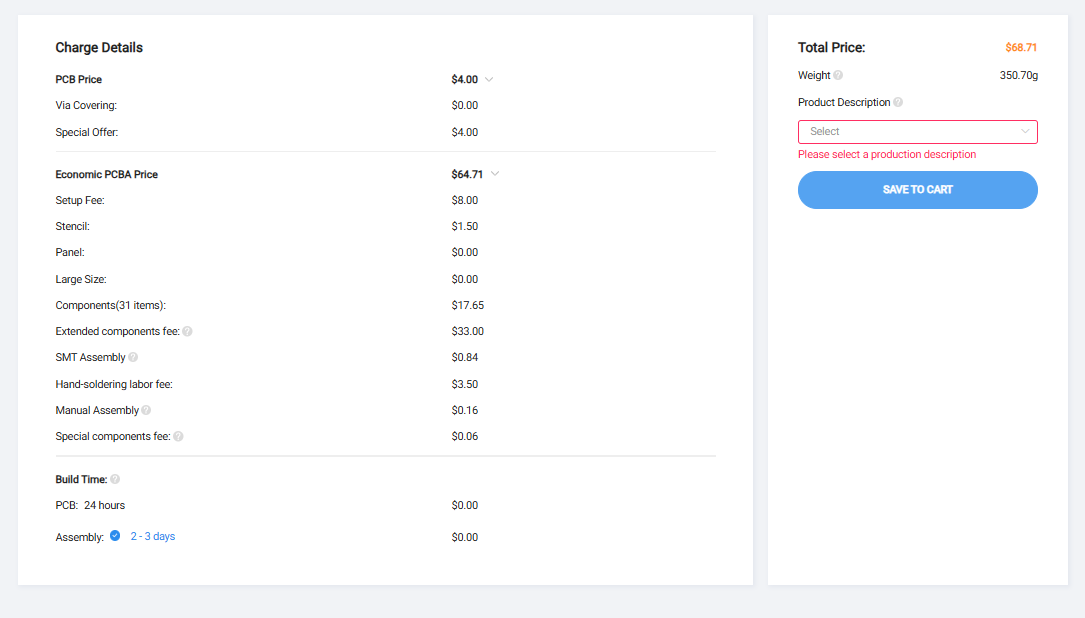 Charge Details
PCB Price $4.00
Via Covering: $0.00
Special Offer: $4.00
Economic PCBA Price $64.71
Setup Fee: $8.00
Stencil: $1.50
Panel: $0.00
Large Size: $0.00
Components(31 items): $17.65
Extended components fee: ? $33.00
SMT Assembly ? $0.84
Hand-soldering labor fee: $3.50
Manual Assembly ? $0.16
Special components fee: ? $0.06
Build Time: ?
PCB: 24 hours $0.00
Assembly: 2 - 3 days $0.00
Total Price: $68.71
Weight ? 350.70g
Product Description ?
Select
Please select a production description
SAVE TO CART